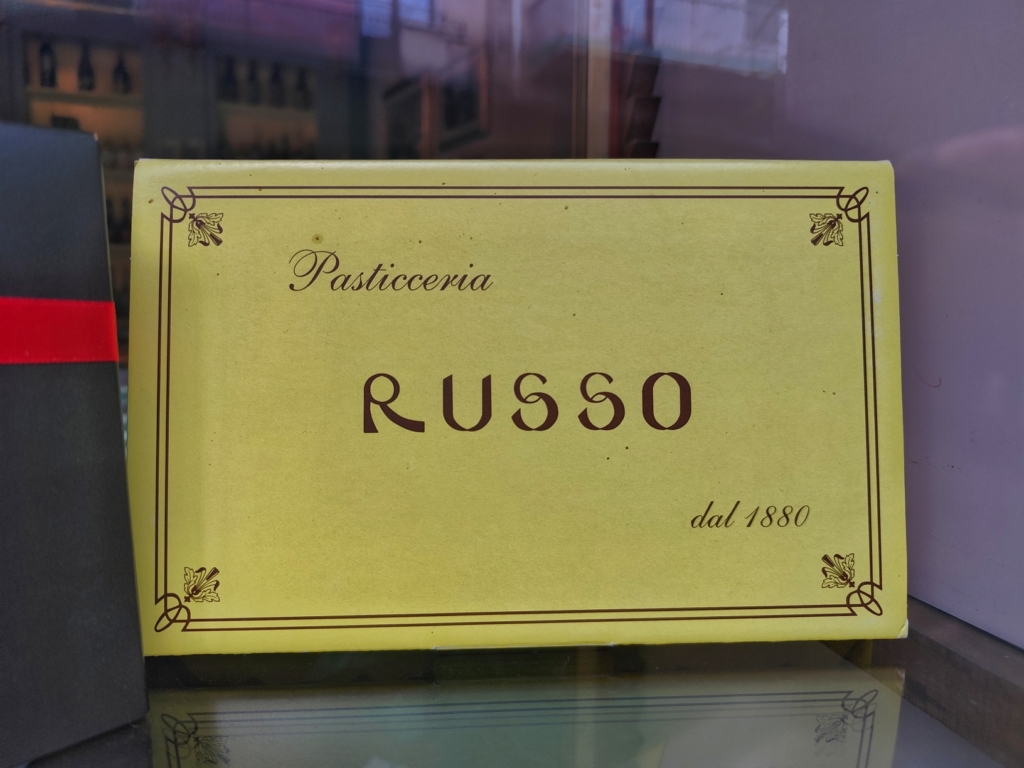 Pasticceria
RUSSO
dal 1880